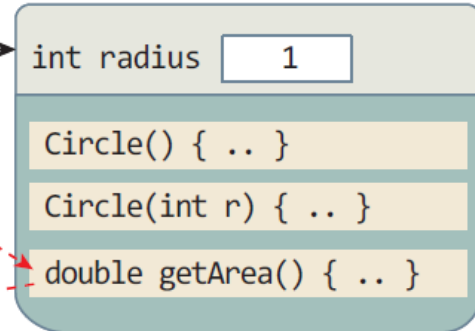 int radius 1
Circle() { .. }
Circle(int r) { .. }
double getArea() { .. }